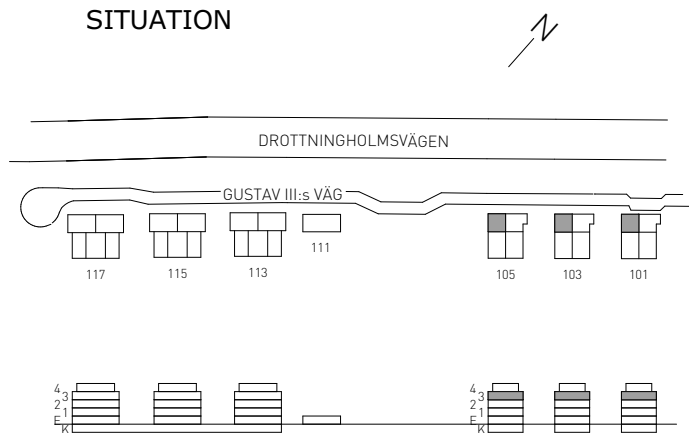 SITUATION
N
DROTTNINGHOLMSVÄGEN
GUSTAV III:s VÄG
117 115 113 111 105 103 101
4
3
2
1
E
K
4
3
2
1
E
K